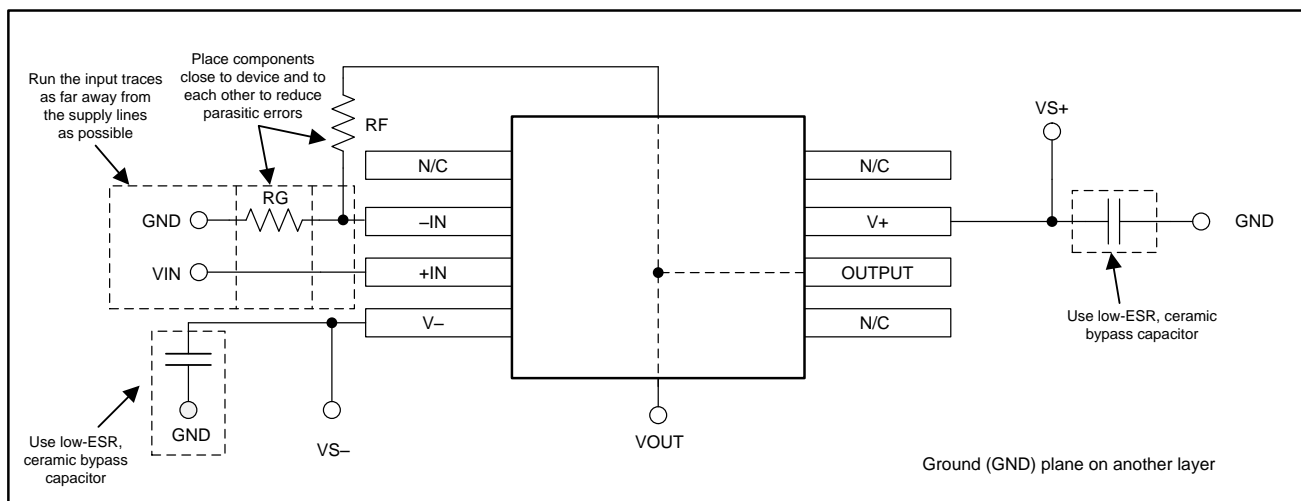 Place components
close to device and to
each other to reduce
parasitic errors
Run the input traces
as far away from
the supply lines
as possible
VS+
RF
N/C
N/C
RG
GND
–IN
V+
GND
VIN
+IN
OUTPUT
V–
N/C
Use low-ESR, ceramic
bypass capacitor
GND
VS–
VOUT
Use low-ESR,
ceramic bypass
capacitor
Ground (GND) plane on another layer